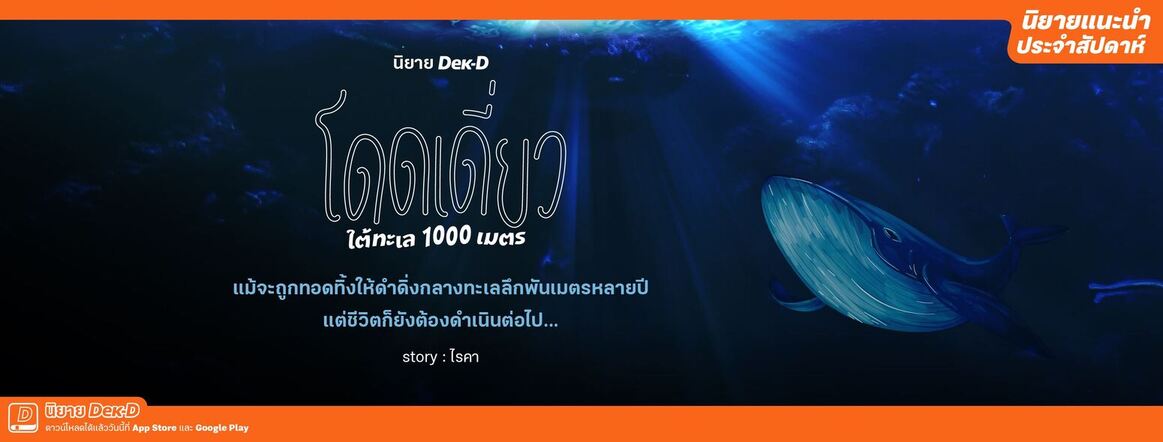 นิยายแนะนำ
ประจำสัปดาห์
นิยาย DEK-D
โดดเดี่ยว
ใต้ทะเล 1000 เมตร
แม้จะถูกทอดทิ้งให้ดำดิ่งกลางทะเลลึกพันเมตรหลายปี
แต่ชีวิตก็ยังต้องดำเนินต่อไป...
story : ไรคา
D นิยาย DEK-D
ดาวน์โหลดได้แล้ววันนี้ที่ App Store และ Google Play